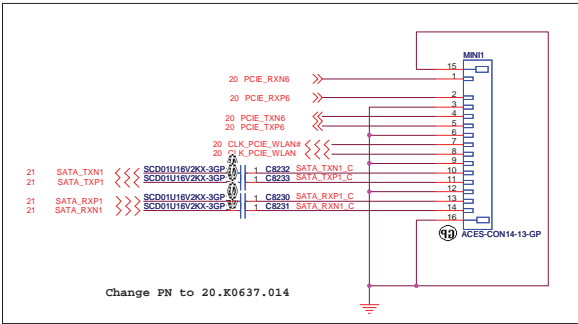 MINI1
15
20 PCIE_RXN6 1
20 PCIE_RXP6 2
3
20 PCIE_TXN6 4
20 PCIE_TXP6 5
6
20 CLK_PCIE_WLAN# 7
20 CLK_PCIE_WLAN 8
9
21 SATA_TXN1 SCD01U16V2KX-3GP 1 C8232 SATA_TXN1_C 10
21 SATA_TXP1 SCD01U16V2KX-3GP 1 C8233 SATA_TXP1_C 11
12
21 SATA_RXP1 SCD01U16V2KX-3GP 1 C8230 SATA_RXP1_C 13
21 SATA_RXN1 SCD01U16V2KX-3GP 1 C8231 SATA_RXN1_C 14
16
ACES-CON14-13-GP
Change PN to 20.K0637.014